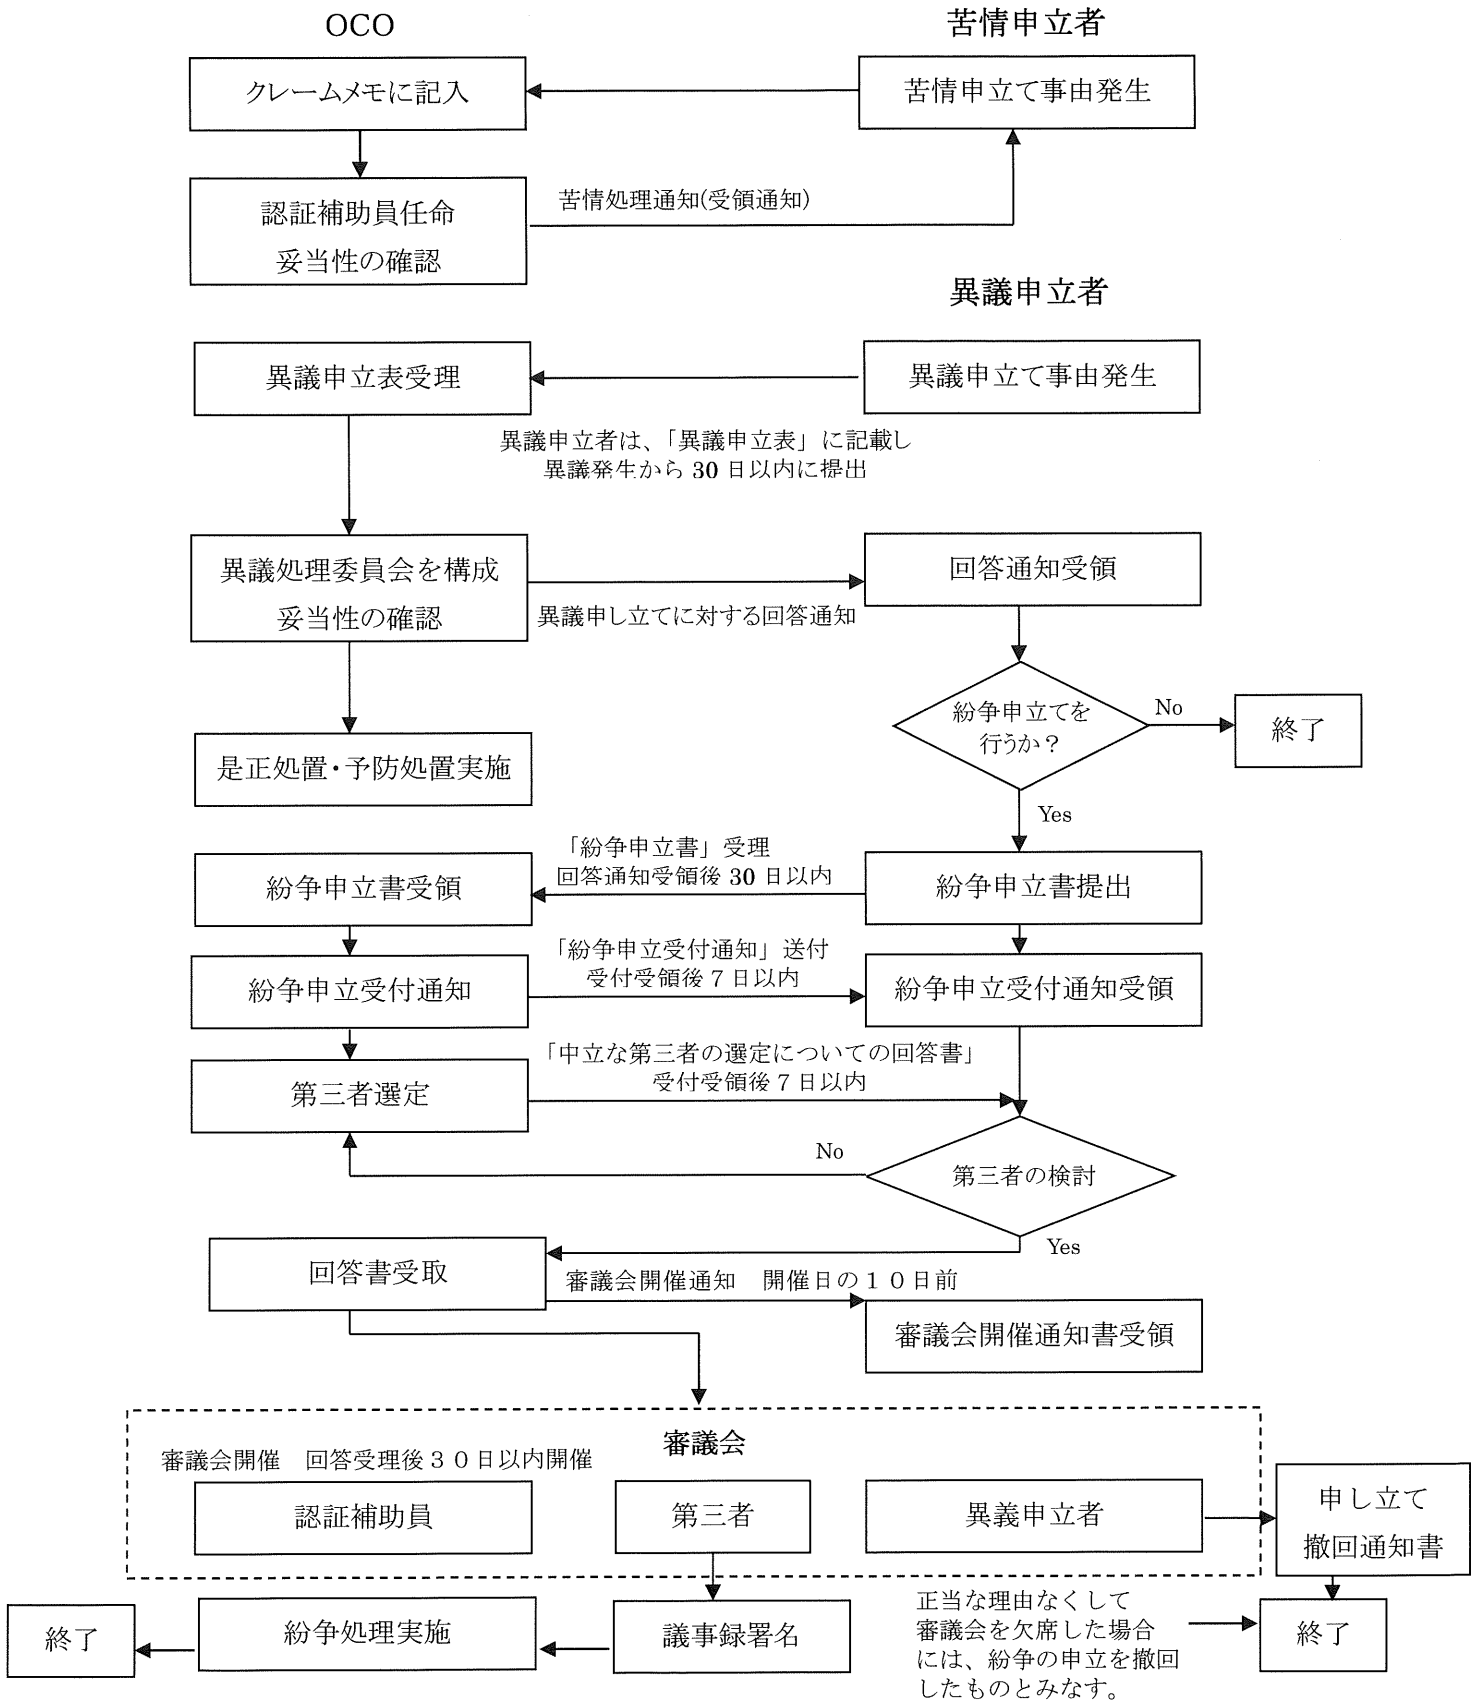 OCO
苦情申立者
クレームメモに記入
苦情申立て事由発生
認証補助員任命
妥当性の確認
苦情処理通知(受領通知)
異議申立者
異議申立表受理
異議申立て事由発生
異議申立者は、「異議申立表」に記載し
異議発生から 30 日以内に提出
異議処理委員会を構成
妥当性の確認
回答通知受領
異議申し立てに対する回答通知
紛争申立てを
行うか？
No
終了
是正処置・予防処置実施
Yes
「紛争申立書」受理
回答通知受領後 30 日以内
紛争申立書受領
紛争申立書提出
「紛争申立受付通知」送付
受付受領後 7 日以内
紛争申立受付通知
紛争申立受付通知受領
「中立な第三者の選定についての回答書」
受付受領後 7 日以内
第三者選定
No
第三者の検討
Yes
回答書受取
審議会開催通知　開催日の１０日前
審議会開催通知書受領
審議会
審議会開催　回答受理後３０日以内開催
認証補助員
第三者
異義申立者
申し立て
撤回通知書
終了
紛争処理実施
議事録署名
正当な理由なくして
審議会を欠席した場合
には、紛争の申立を撤回
したものとみなす。
終了